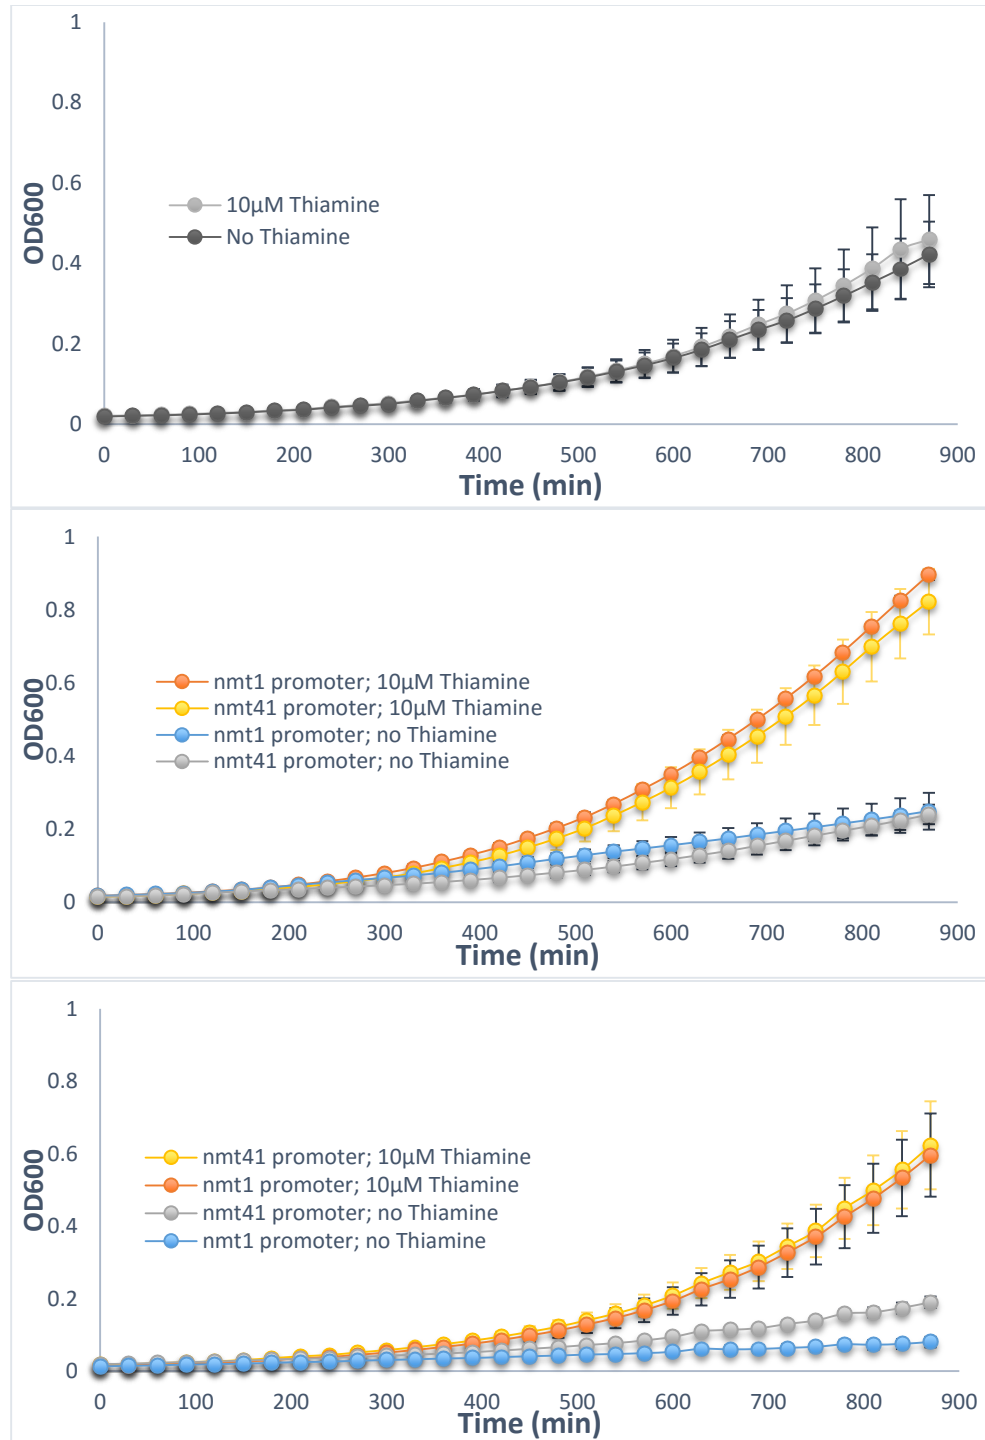 1
0.8
0.6
0.4
0.2
0
OD600
10µM Thiamine
No Thiamine
0 100 200 300 400 500 600 700 800 900
Time (min)
1
0.8
0.6
0.4
0.2
0
OD600
nmt1 promoter; 10µM Thiamine
nmt41 promoter; 10µM Thiamine
nmt1 promoter; no Thiamine
nmt41 promoter; no Thiamine
0 100 200 300 400 500 600 700 800 900
Time (min)
1
0.8
0.6
0.4
0.2
0
OD600
nmt41 promoter; 10µM Thiamine
nmt1 promoter; 10µM Thiamine
nmt41 promoter; no Thiamine
nmt1 promoter; no Thiamine
0 100 200 300 400 500 600 700 800 900
Time (min)